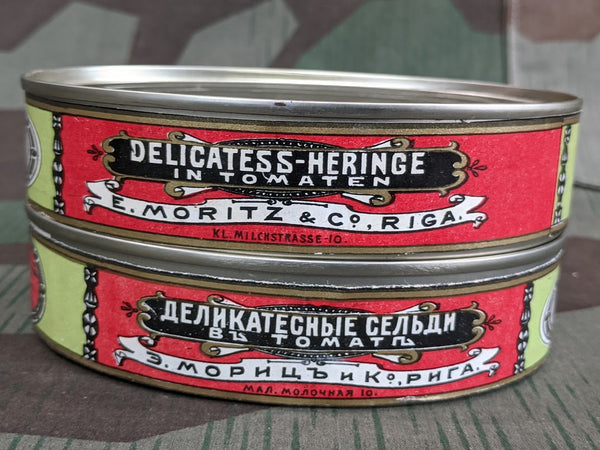 DELICATESS-HERINGE
IN TOMATEN
E. MORITZ & Co, RIGA.
KL. MILCHSTRASSE 10.
ДЕЛИКАТЕСНЫЕ СЕЛЬДИ
ВЪ ТОМАТѢ
Э. МОРИЦЪ и Ко, РИГА.
МАЛ. МОЛОЧНАЯ 10.